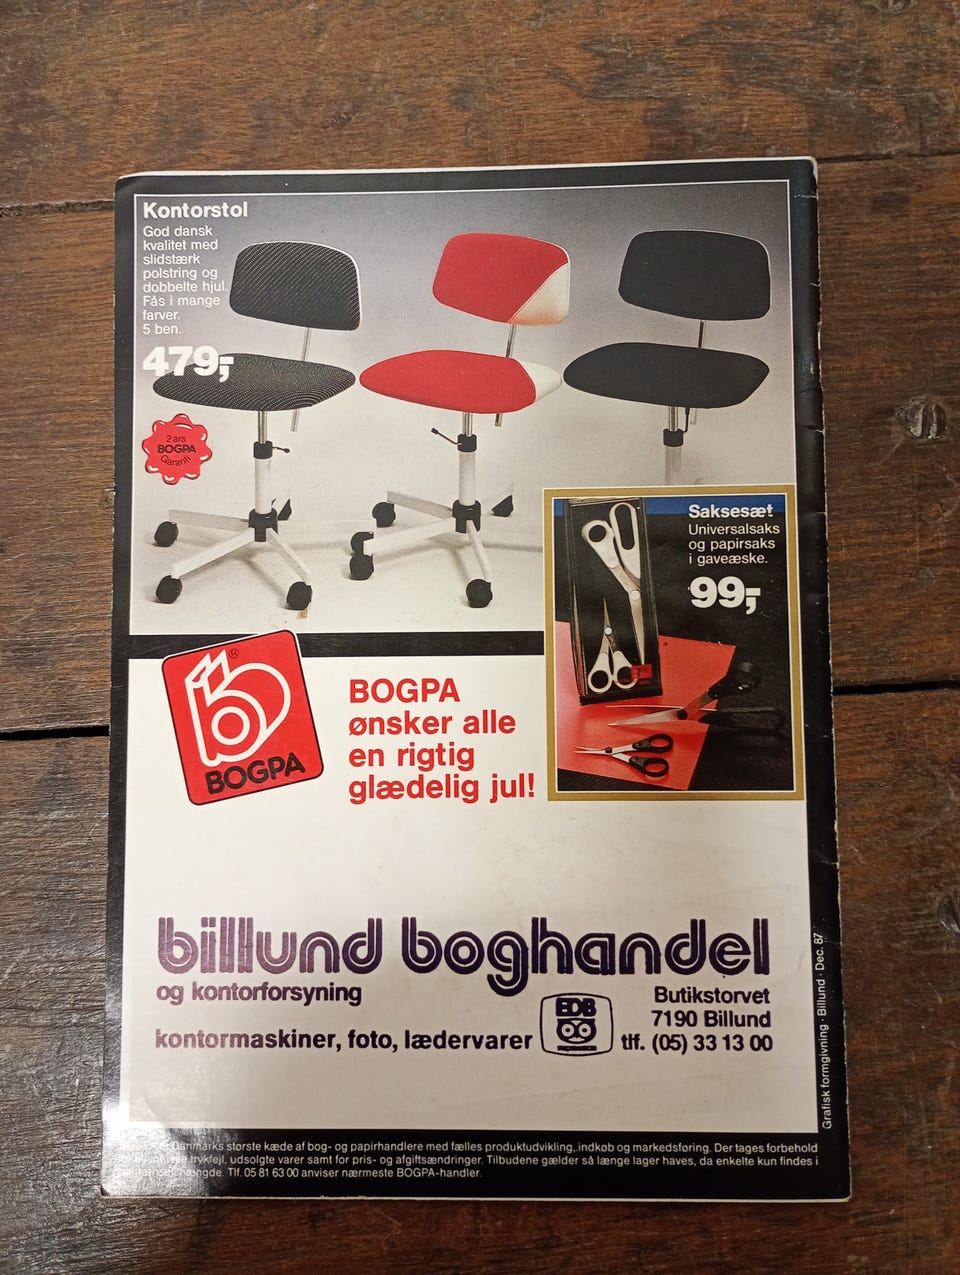 Kontorstol
God dansk
kvalitet med
slidstærk
polstring og
dobbelte hjul.
Fås i mange
farver.
5 ben.
479,-
2 års
BOGPA
Garanti
Saksesæt
Universalsaks
og papirsaks
i gaveæske.
99,-
b®
BOGPA
BOGPA
ønsker alle
en rigtig
glædelig jul!
billund boghandel
og kontorforsyning
kontormaskiner, foto, lædervarer
EDB
Butikstorvet
7190 Billund
tlf. (05) 33 13 00
Grafisk formgivning · Billund · Dec. 87
Danmarks største kæde af bog- og papirhandlere med fælles produktudvikling, indkøb og markedsføring. Der tages forbehold
trykfejl, udsolgte varer samt for pris- og afgiftsændringer. Tilbudene gælder så længe lager haves, da enkelte kun findes i
mængde. Tlf. 05 81 63 00 anviser nærmeste BOGPA-handler.